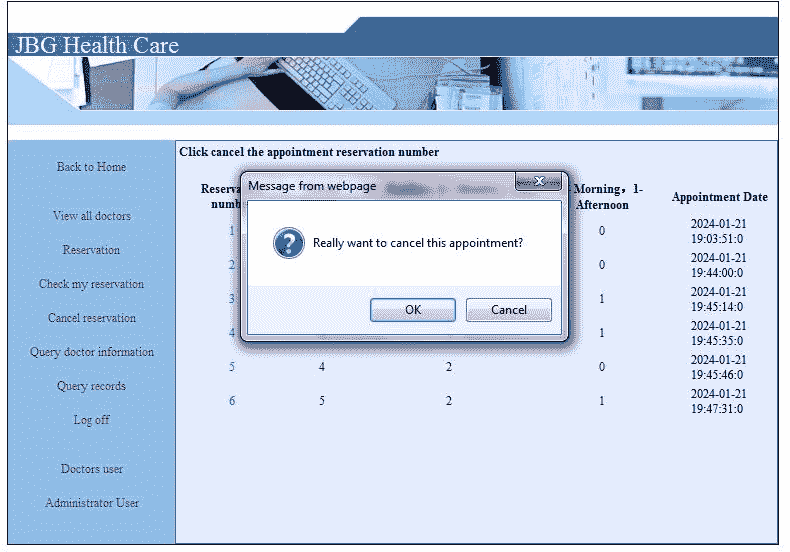 JBG Health Care
Back to Home
View all doctors
Reservation
Check my reservation
Cancel reservation
Query doctor information
Query records
Log off
Doctors user
Administrator User
Click cancel the appointment reservation number
Morning，1-
Afternoon
Appointment Date
1 0 2024-01-21
19:03:51:0
2 0 2024-01-21
19:44:00:0
3 1 2024-01-21
19:45:14:0
4 1 2024-01-21
19:45:35:0
5 4 2 0 2024-01-21
19:45:46:0
6 5 2 1 2024-01-21
19:47:31:0
Message from webpage
Really want to cancel this appointment?
OK
Cancel